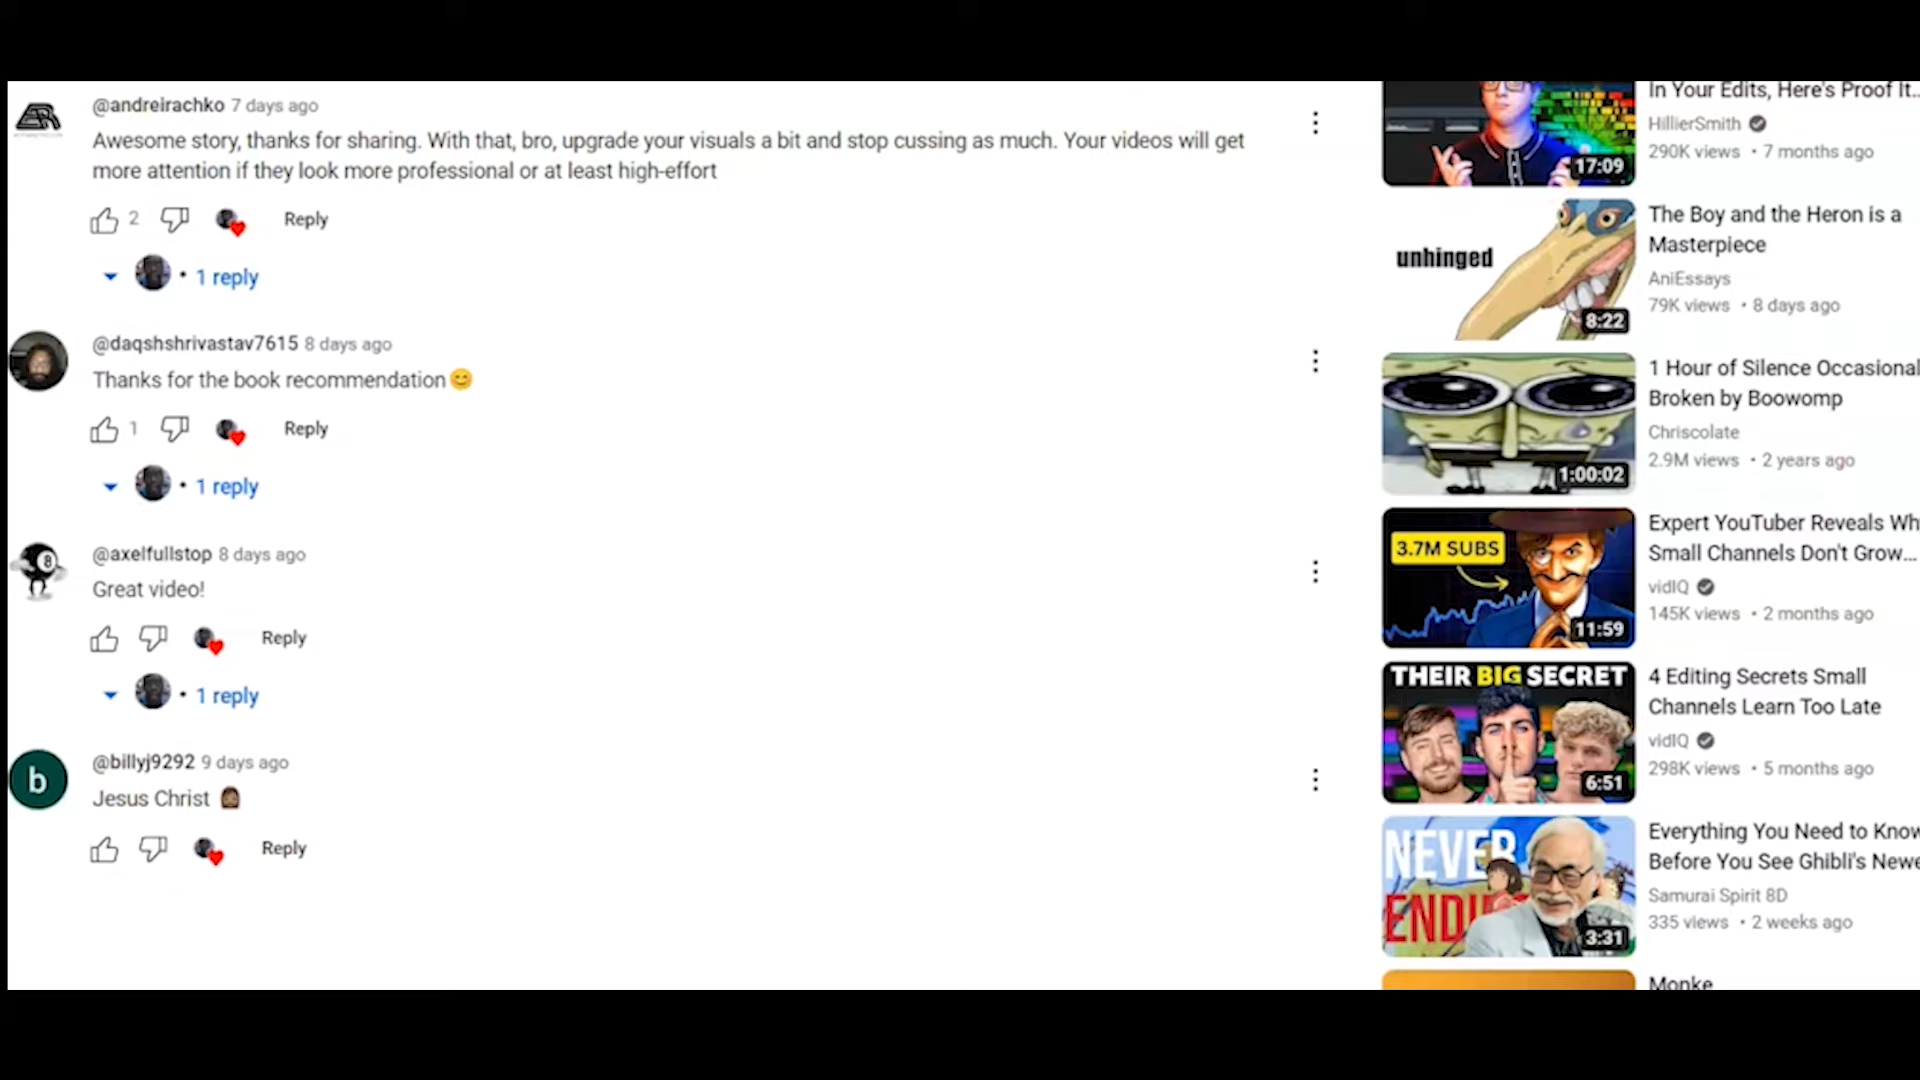 @andreirachko 7 days ago
Awesome story, thanks for sharing. With that, bro, upgrade your visuals a bit and stop cussing as much. Your videos will get
more attention if they look more professional or at least high-effort
2
Reply
1 reply
@daqshshrivastav7615 8 days ago
Thanks for the book recommendation😊
1
Reply
1 reply
@axelfullstop 8 days ago
Great video!
8
Reply
1 reply
b
@billyj9292 9 days ago
Jesus Christ 🤦🏾
Reply
In Your Edits, Here's Proof It...
HillierSmith
290K views • 7 months ago
17:09
unhinged
8:22
The Boy and the Heron is a
Masterpiece
AniEssays
79K views • 8 days ago
1:00:02
1 Hour of Silence Occasional
Broken by Boowomp
Chriscolate
2.9M views • 2 years ago
3.7M SUBS
11:59
Expert YouTuber Reveals Wh
Small Channels Don't Grow...
vidIQ
145K views • 2 months ago
THEIR BIG SECRET
6:51
4 Editing Secrets Small
Channels Learn Too Late
vidIQ
298K views • 5 months ago
NEVER
ENDI
3:31
Everything You Need to Know
Before You See Ghibli's Newe
Samurai Spirit 8D
335 views • 2 weeks ago
Monke